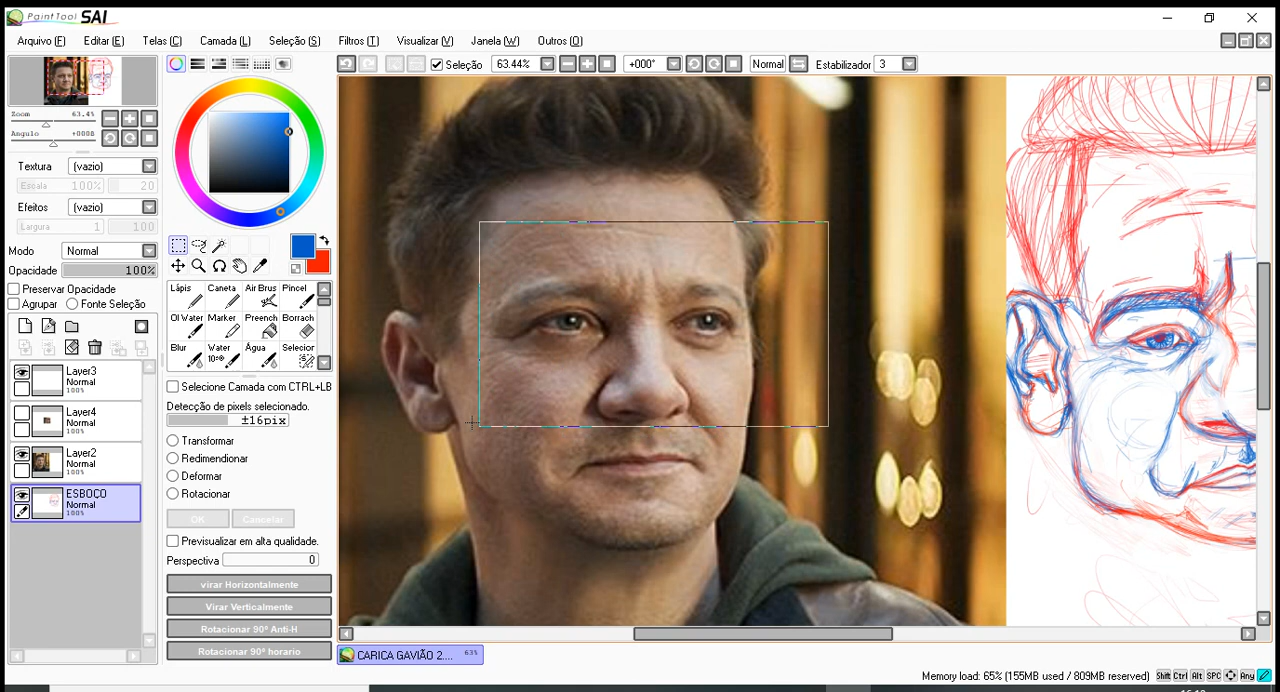 PaintTool SAI
Arquivo (F) Editar (E) Telas (C) Camada (L) Seleção (S) Filtros (T) Visualizar (V) Janela (W) Outros (O)
Seleção 63.44% +000° Normal Estabilizador 3
Zoom 63.4%
Angulo +000B
Textura (vazio)
Escala 100% 20
Efeitos (vazio)
Largura 1 100
Modo Normal
Opacidade 100%
Preservar Opacidade
Agrupar Fonte Seleção
Layer3
Normal
100%
Layer4
Normal
100%
Layer2
Normal
100%
ESBOÇO
Normal
100%
Lápis Caneta Air Brus Pincel
Ol Water Marker Preench Borrach
Blur Water 10** Água Selecior
Selecione Camada com CTRL+LB
Detecção de pixels selecionado.
±16pix
Transformar
Redimendionar
Deformar
Rotacionar
OK Cancelar
Previsualizar em alta qualidade.
Perspectiva 0
virar Horizontalmente
Virar Verticalmente
Rotacionar 90º Anti-H
Rotacionar 90º horario
CARICA GAVIÃO 2.... 63%
Memory load: 65% (155MB used / 809MB reserved) Shift Ctrl Alt SPC Any